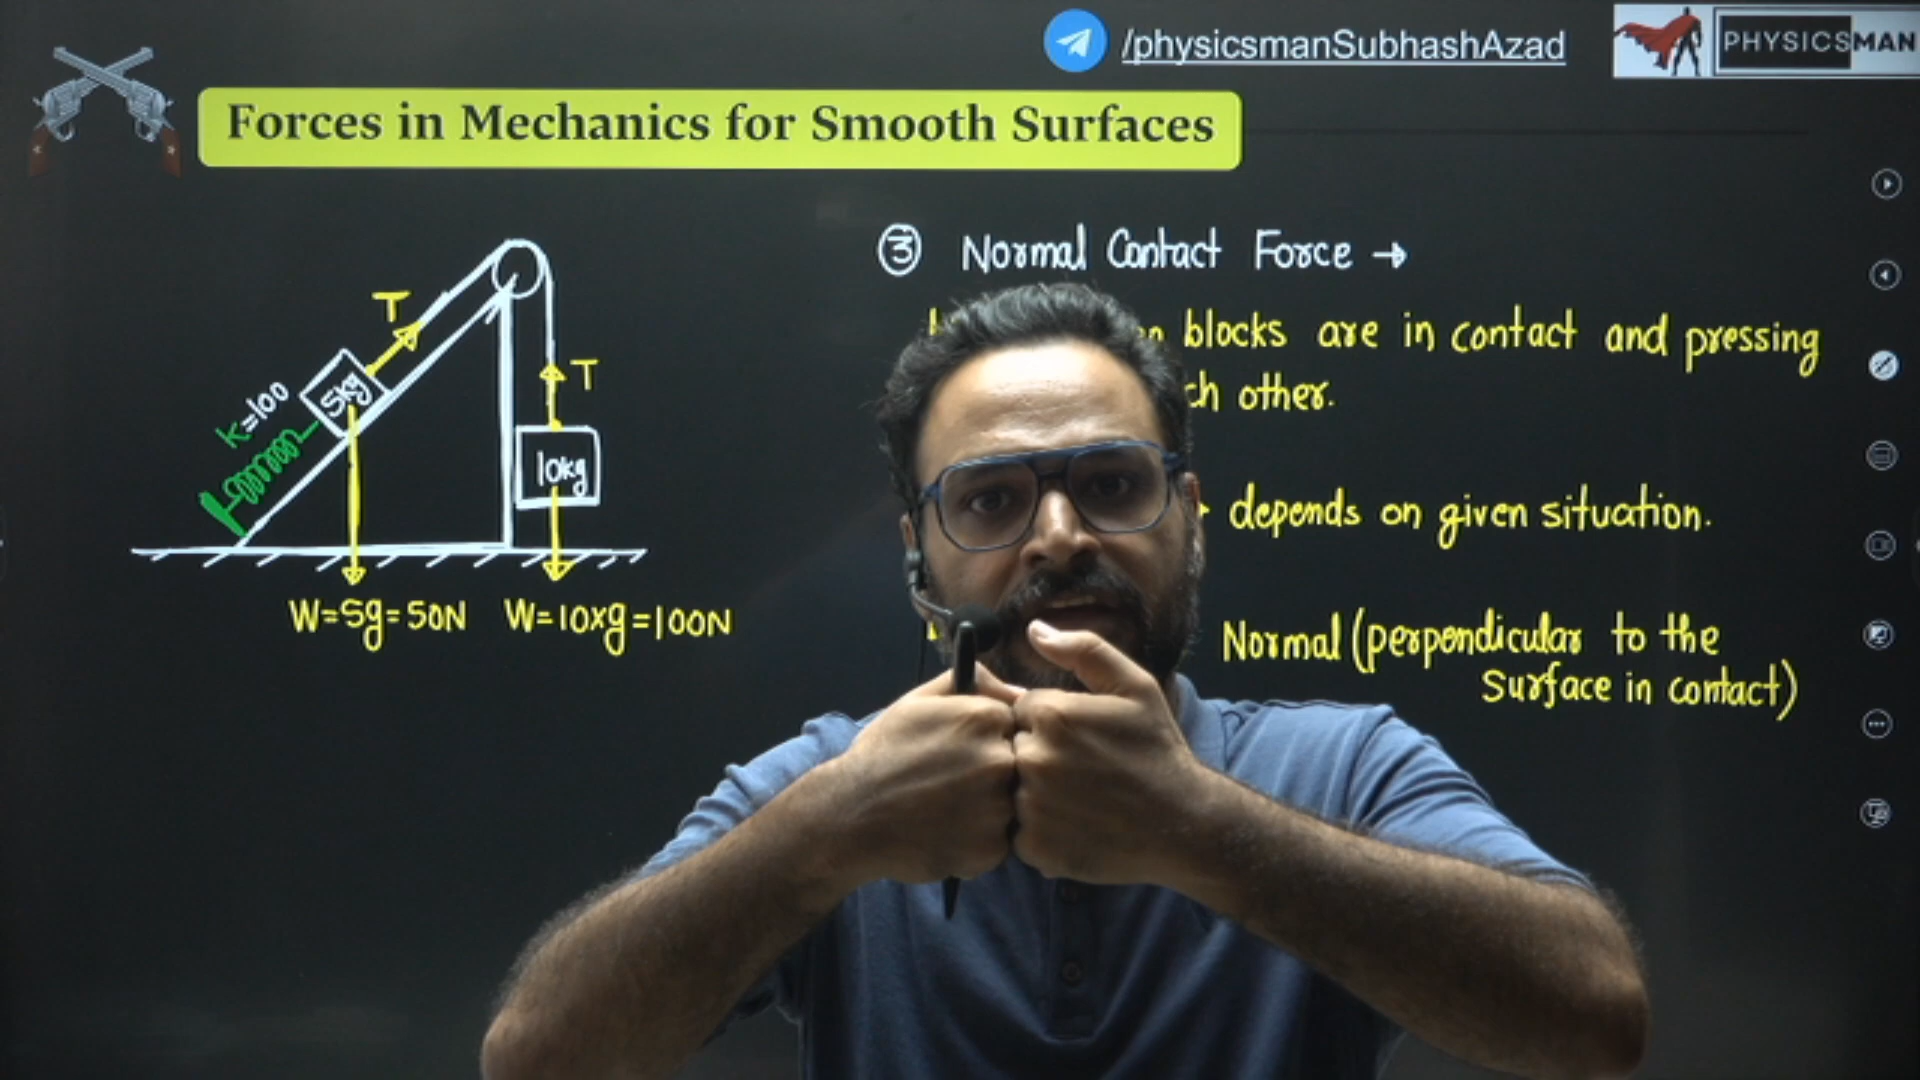 /physicsmanSubhashAzad
PHYSICSMAN
Forces in Mechanics for Smooth Surfaces
③ Normal Contact Force →
blocks are in contact and pressing
other.
depends on given situation.
Normal (perpendicular to the
surface in contact)
T
T
5kg
k=100
10kg
W=5g=50N W=10xg=100N